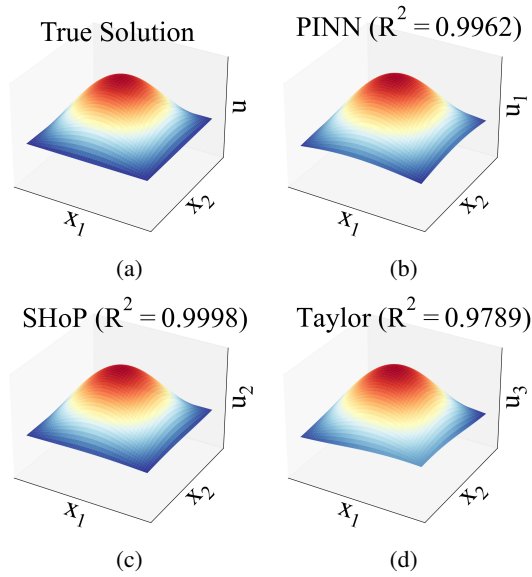 True Solution
u
x₁
x₂
(a)
PINN (R² = 0.9962)
u₁
x₁
x₂
(b)
SHoP (R² = 0.9998)
u₂
x₁
x₂
(c)
Taylor (R² = 0.9789)
u₃
x₁
x₂
(d)